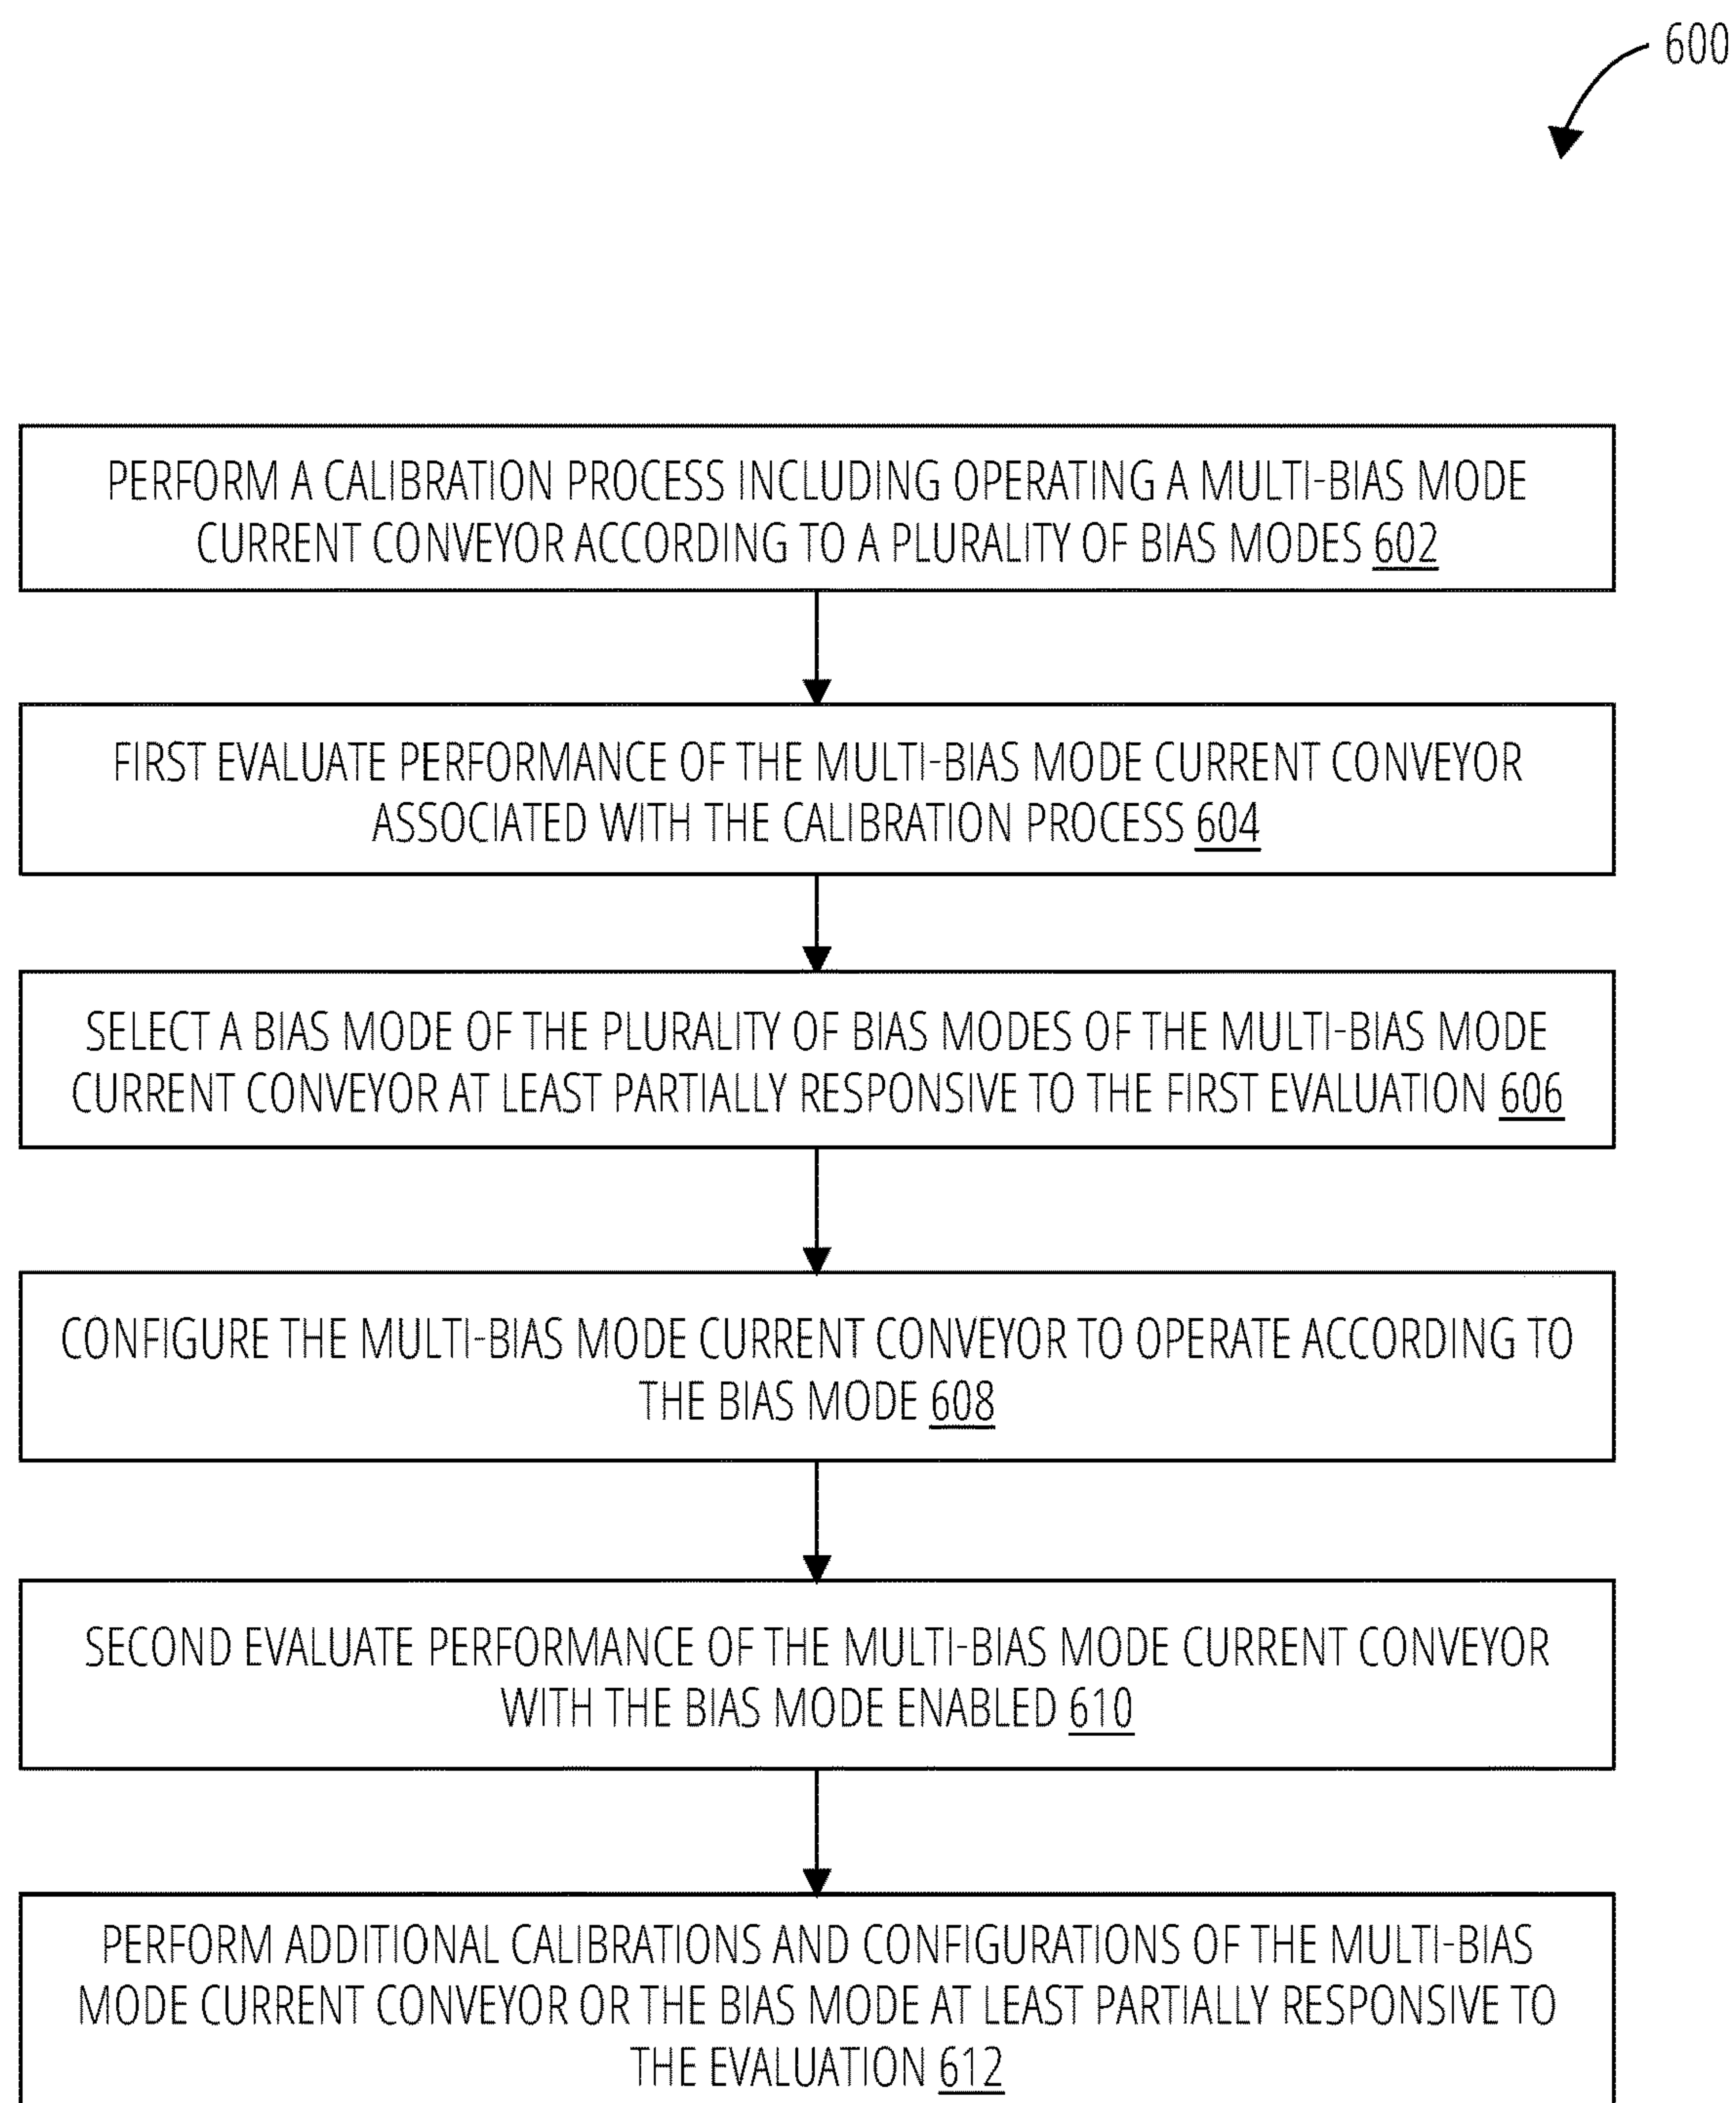 600
PERFORM A CALIBRATION PROCESS INCLUDING OPERATING A MULTI-BIAS MODE
CURRENT CONVEYOR ACCORDING TO A PLURALITY OF BIAS MODES 602
FIRST EVALUATE PERFORMANCE OF THE MULTI-BIAS MODE CURRENT CONVEYOR
ASSOCIATED WITH THE CALIBRATION PROCESS 604
SELECT A BIAS MODE OF THE PLURALITY OF BIAS MODES OF THE MULTI-BIAS MODE
CURRENT CONVEYOR AT LEAST PARTIALLY RESPONSIVE TO THE FIRST EVALUATION 606
CONFIGURE THE MULTI-BIAS MODE CURRENT CONVEYOR TO OPERATE ACCORDING TO
THE BIAS MODE 608
SECOND EVALUATE PERFORMANCE OF THE MULTI-BIAS MODE CURRENT CONVEYOR
WITH THE BIAS MODE ENABLED 610
PERFORM ADDITIONAL CALIBRATIONS AND CONFIGURATIONS OF THE MULTI-BIAS
MODE CURRENT CONVEYOR OR THE BIAS MODE AT LEAST PARTIALLY RESPONSIVE TO
THE EVALUATION 612